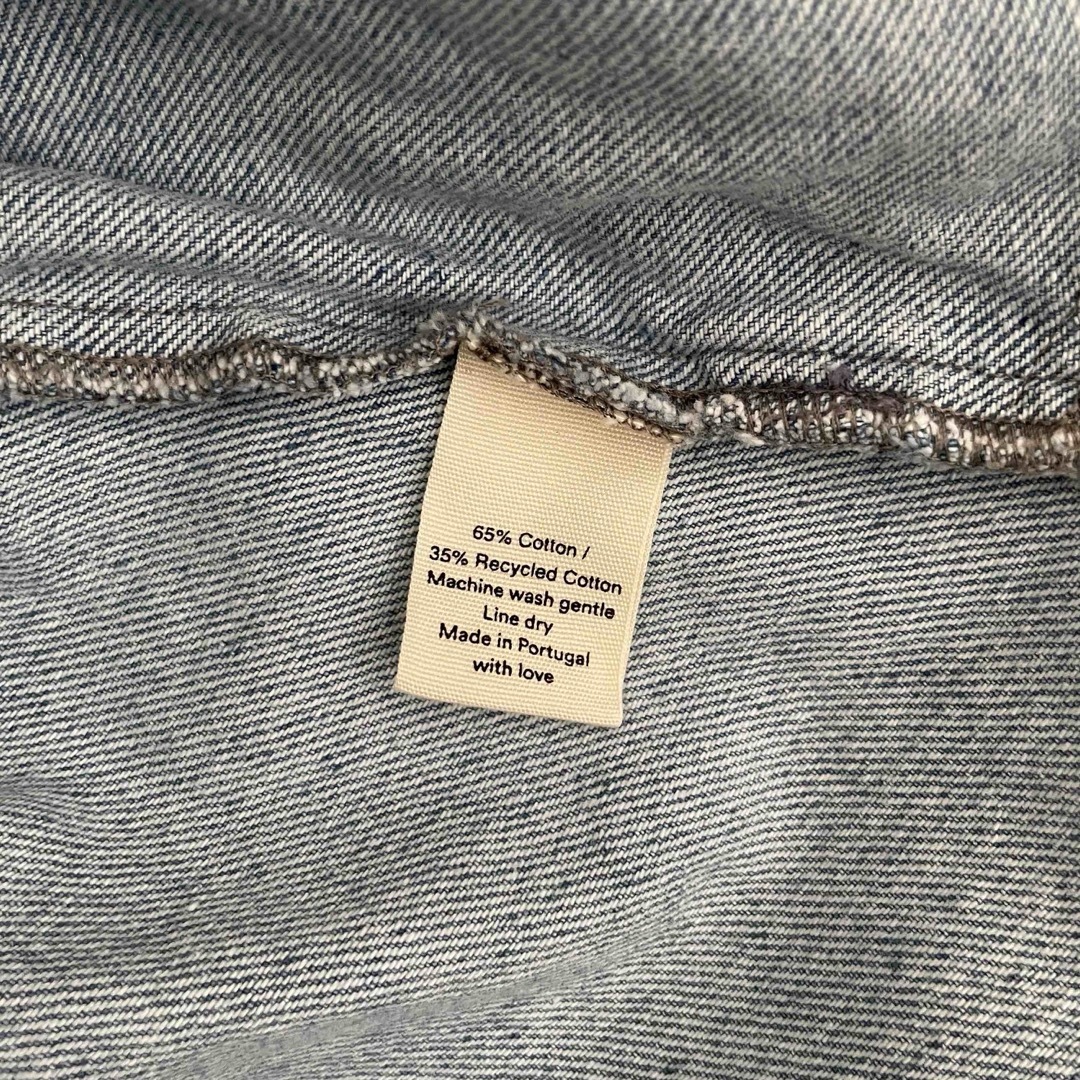 65% Cotton /
35% Recycled Cotton
Machine wash gentle
Line dry
Made in Portugal
with love